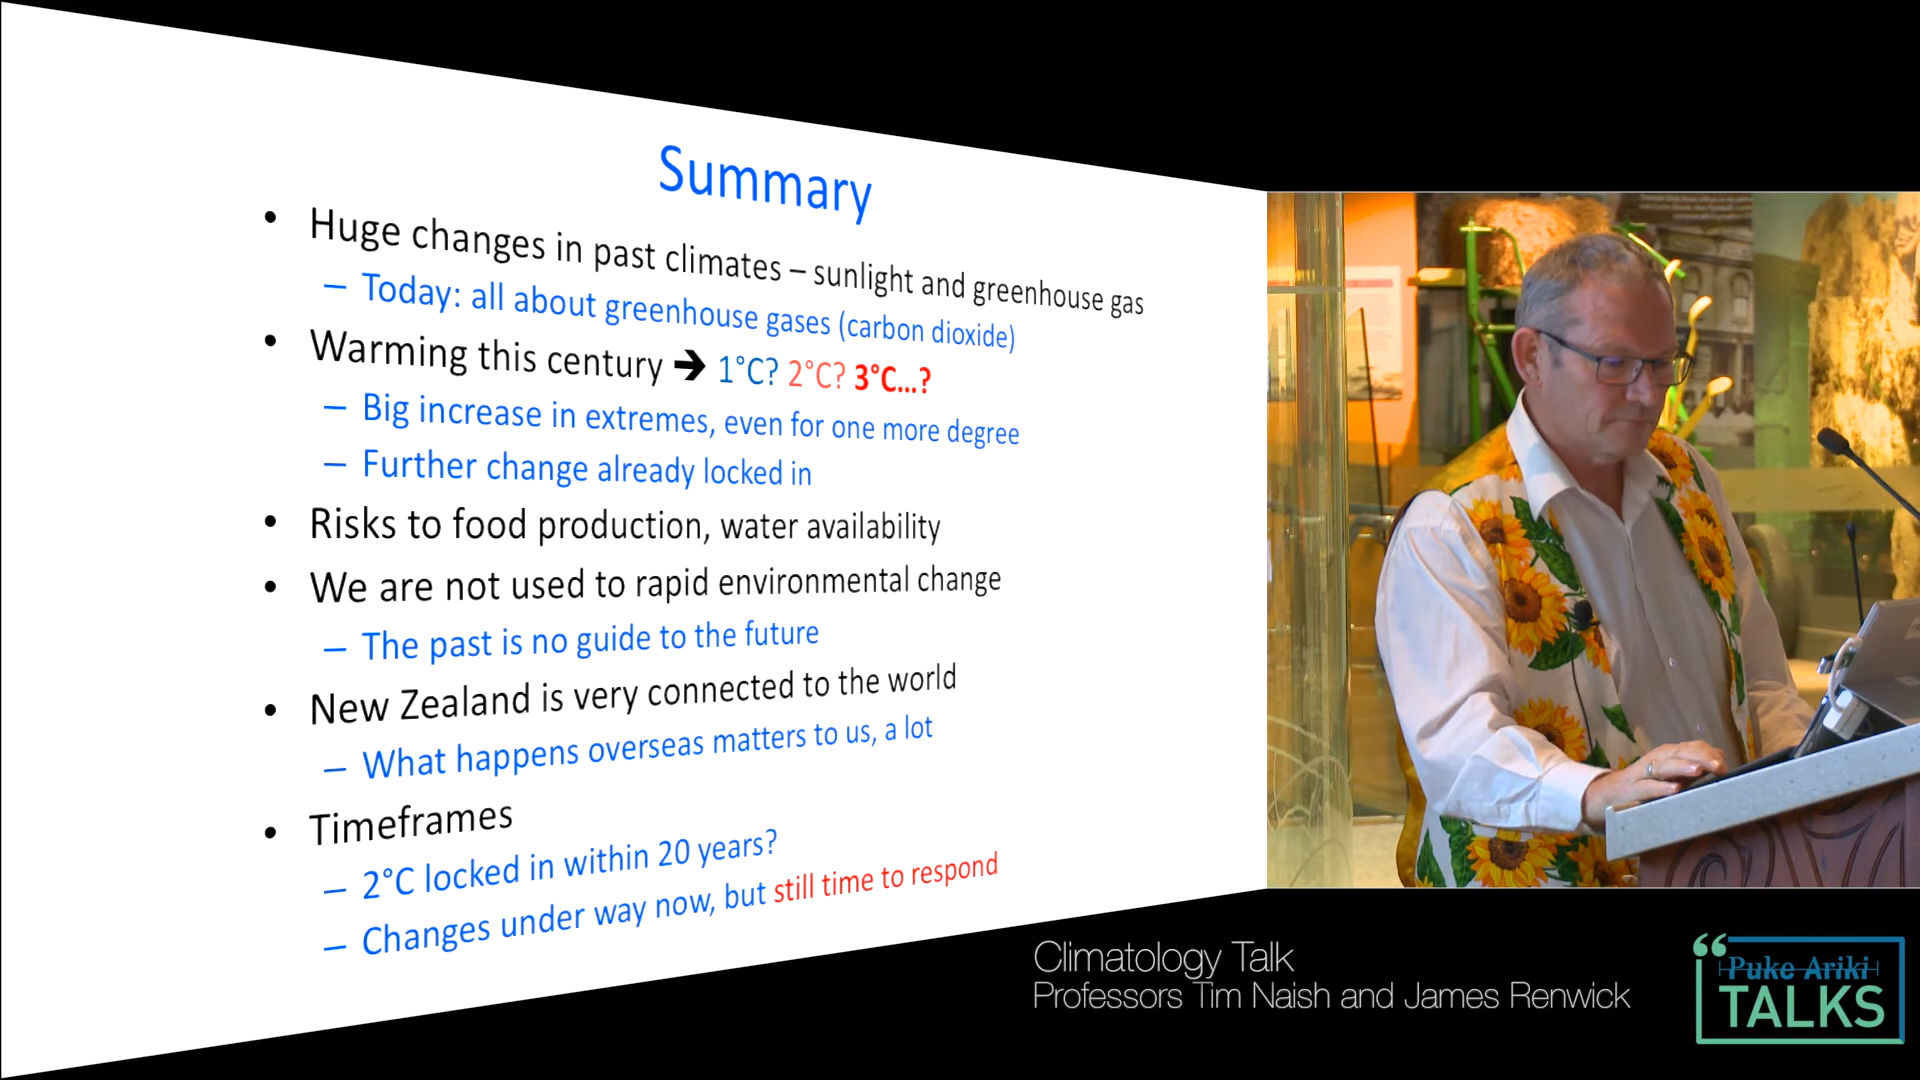 Summary
• Huge changes in past climates – sunlight and greenhouse gas
– Today: all about greenhouse gases (carbon dioxide)
• Warming this century ➔ 1°C? 2°C? 3°C...?
– Big increase in extremes, even for one more degree
– Further change already locked in
• Risks to food production, water availability
• We are not used to rapid environmental change
– The past is no guide to the future
• New Zealand is very connected to the world
– What happens overseas matters to us, a lot
• Timeframes
– 2°C locked in within 20 years?
– Changes under way now, but still time to respond
Climatology Talk
Professors Tim Naish and James Renwick
“Puke Ariki
TALKS